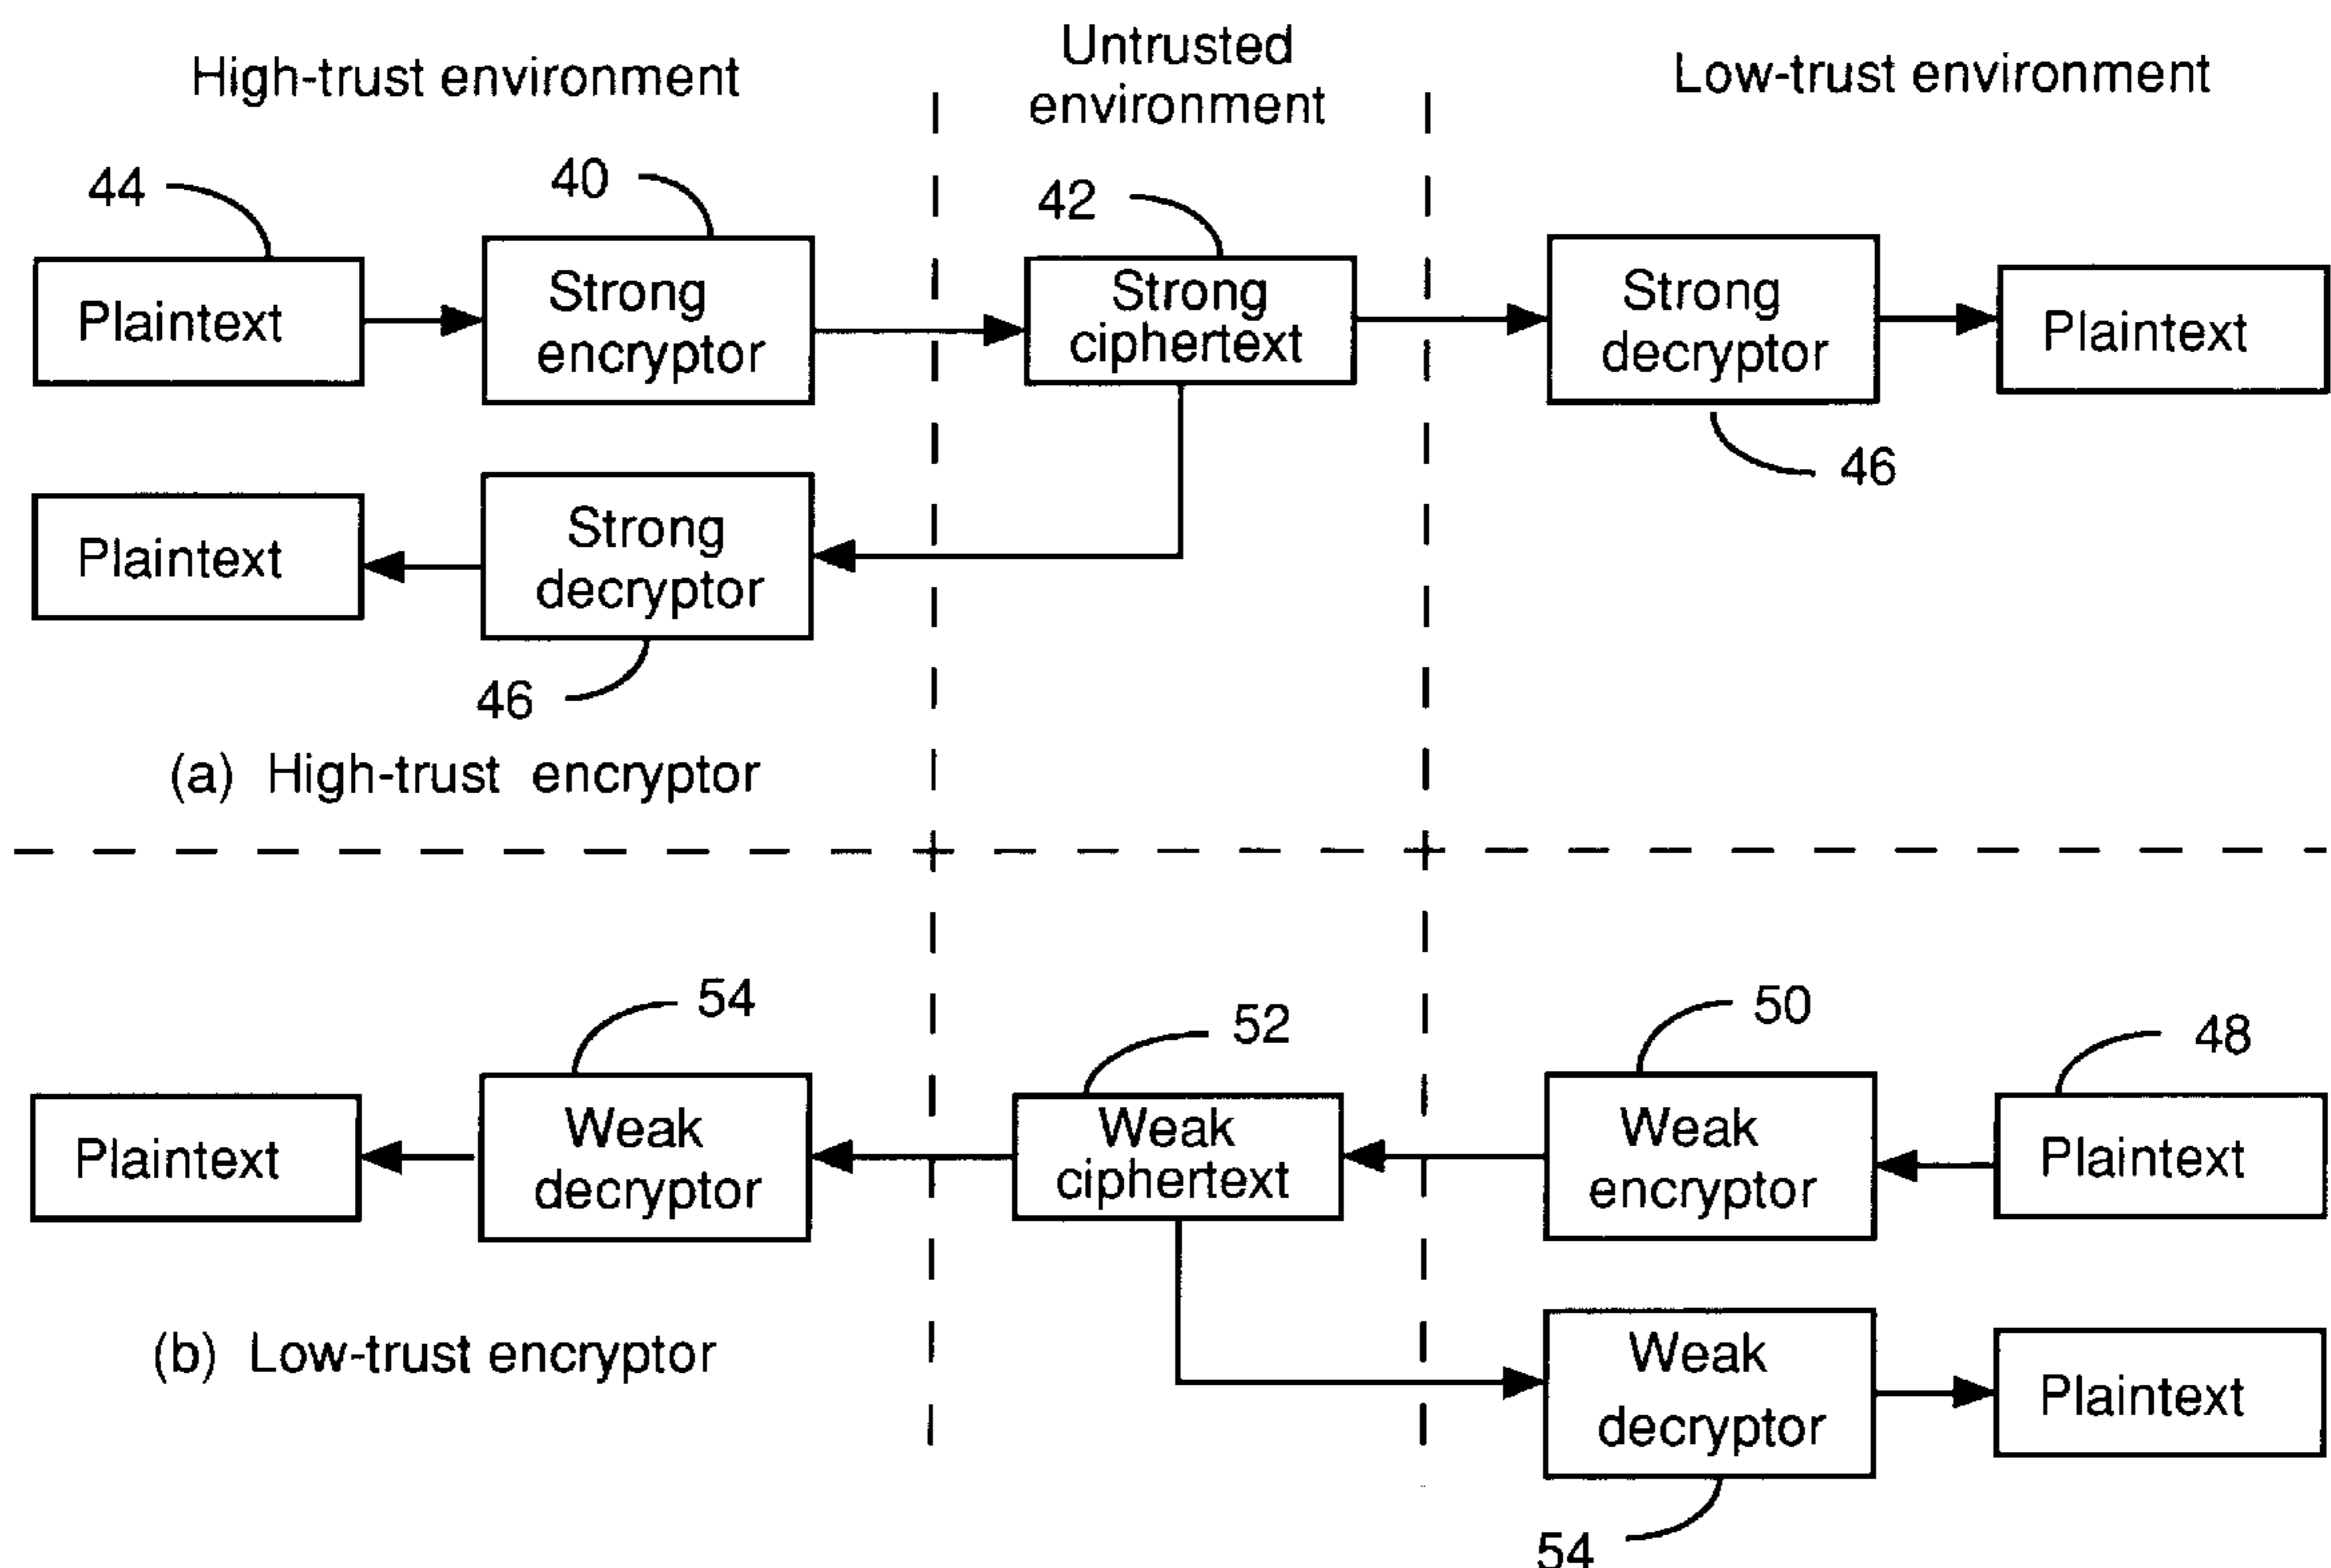 High-trust environment
Untrusted
environment
Low-trust environment
44
40
42
Plaintext
Strong
encryptor
Strong
ciphertext
Strong
decryptor
Plaintext
46
Plaintext
Strong
decryptor
46
(a) High-trust encryptor
54
52
50
48
Plaintext
Weak
decryptor
Weak
ciphertext
Weak
encryptor
Plaintext
(b) Low-trust encryptor
Weak
decryptor
Plaintext
54